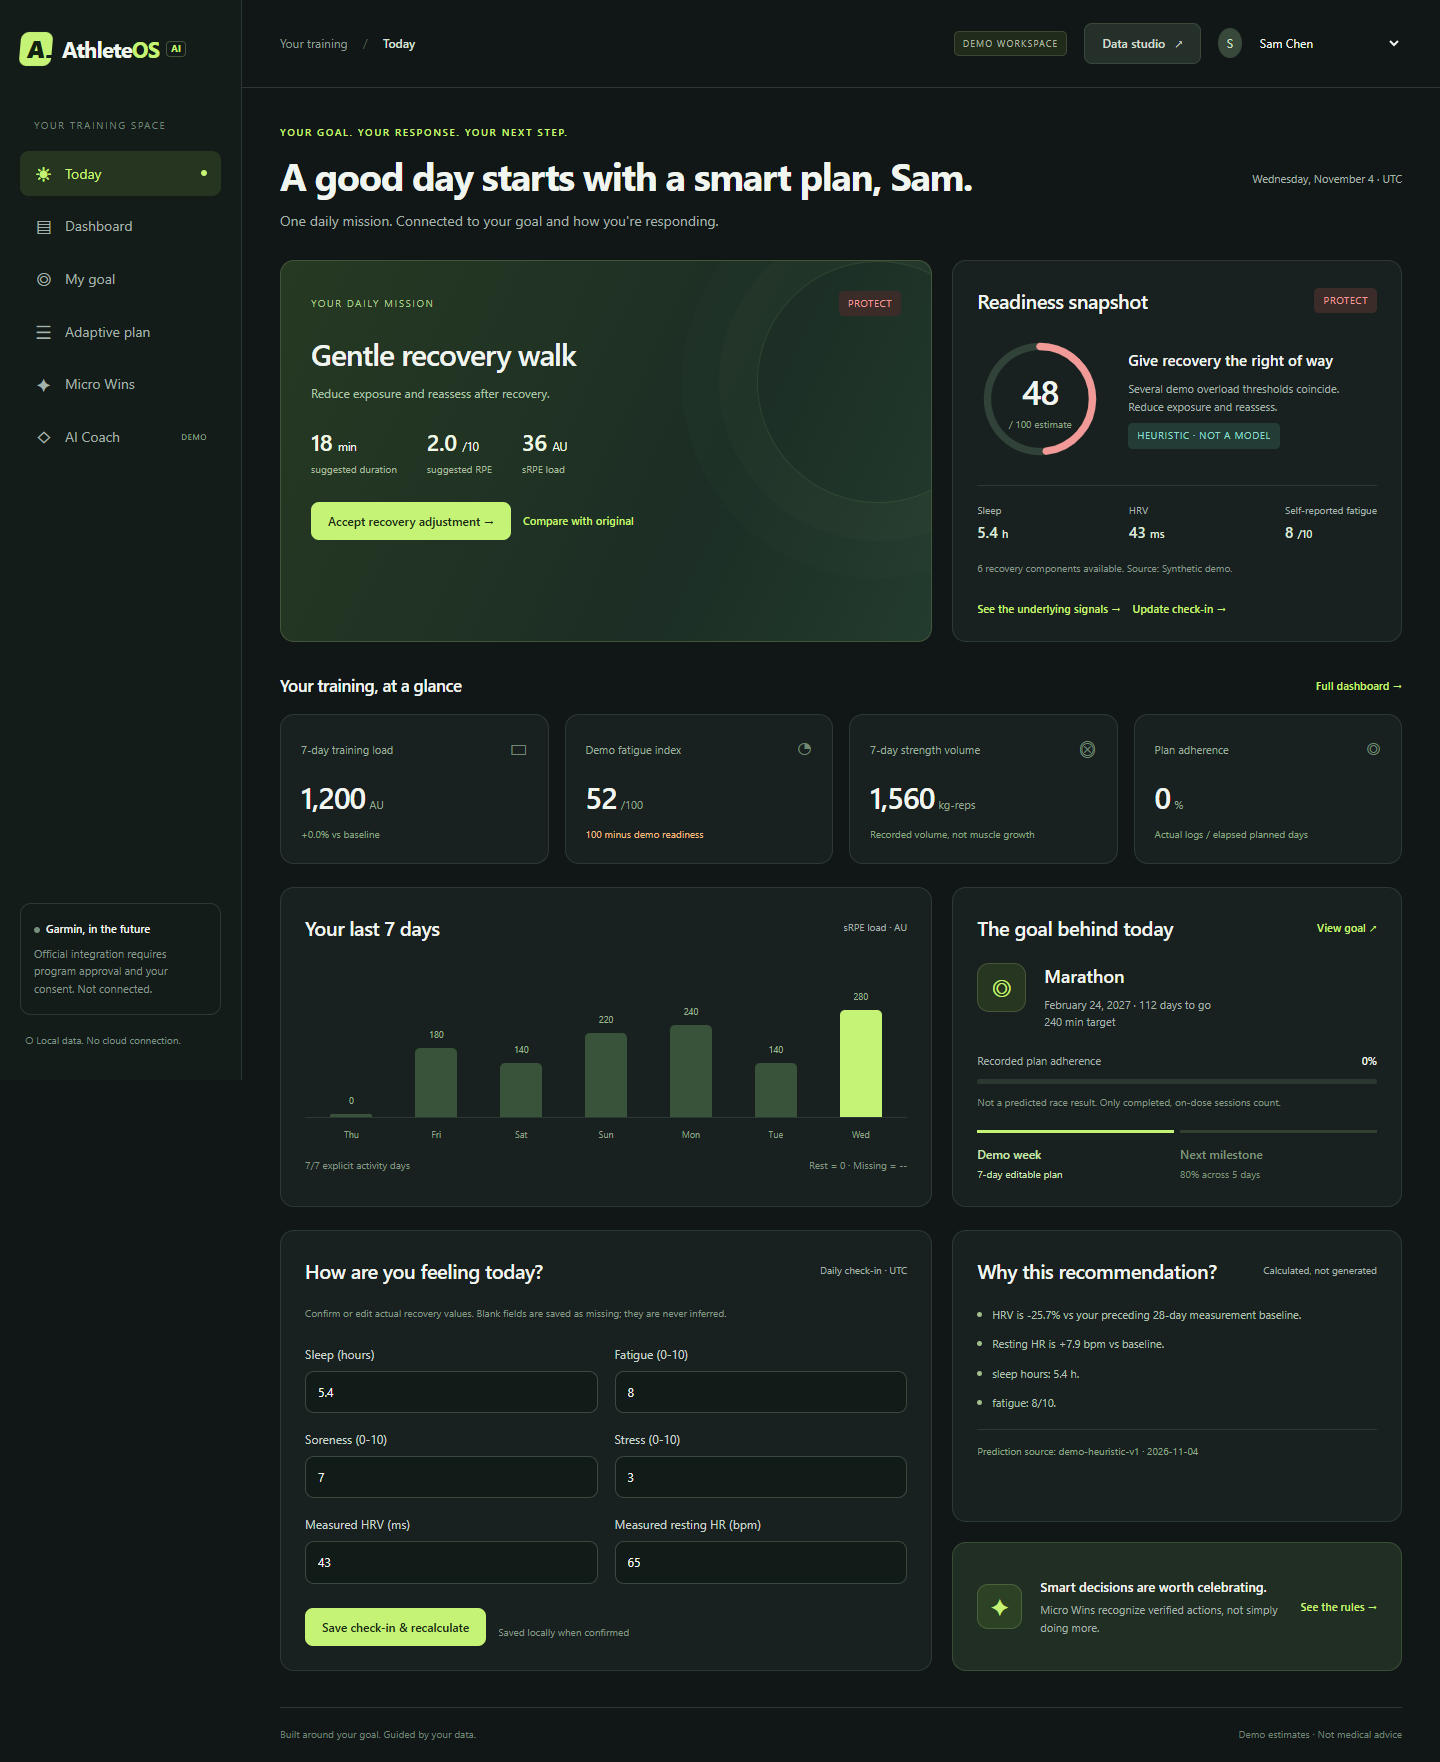 A. AthleteOS AI
YOUR TRAINING SPACE
Today
Dashboard
My goal
Adaptive plan
Micro Wins
AI Coach DEMO
Garmin, in the future
Official integration requires
program approval and your
consent. Not connected.
Local data. No cloud connection.
Your training / Today
DEMO WORKSPACE
Data studio ↗
S Sam Chen
YOUR GOAL. YOUR RESPONSE. YOUR NEXT STEP.
A good day starts with a smart plan, Sam.
Wednesday, November 4 · UTC
One daily mission. Connected to your goal and how you're responding.
YOUR DAILY MISSION PROTECT
Gentle recovery walk
Reduce exposure and reassess after recovery.
18 min 2.0 /10 36 AU
suggested duration suggested RPE sRPE load
Accept recovery adjustment → Compare with original
Readiness snapshot PROTECT
48
/ 100 estimate
Give recovery the right of way
Several demo overload thresholds coincide.
Reduce exposure and reassess.
HEURISTIC · NOT A MODEL
Sleep HRV Self-reported fatigue
5.4 h 43 ms 8 /10
6 recovery components available. Source: Synthetic demo.
See the underlying signals → Update check-in →
Your training, at a glance Full dashboard →
7-day training load
1,200 AU
+0.0% vs baseline
Demo fatigue index
52 /100
100 minus demo readiness
7-day strength volume
1,560 kg-reps
Recorded volume, not muscle growth
Plan adherence
0 %
Actual logs / elapsed planned days
Your last 7 days sRPE load · AU
0 180 140 220 240 140 280
Thu Fri Sat Sun Mon Tue Wed
7/7 explicit activity days Rest = 0 · Missing = --
The goal behind today View goal ↗
Marathon
February 24, 2027 · 112 days to go
240 min target
Recorded plan adherence 0%
Not a predicted race result. Only completed, on-dose sessions count.
Demo week Next milestone
7-day editable plan 80% across 5 days
How are you feeling today? Daily check-in · UTC
Confirm or edit actual recovery values. Blank fields are saved as missing; they are never inferred.
Sleep (hours) Fatigue (0-10)
5.4 8
Soreness (0-10) Stress (0-10)
7 3
Measured HRV (ms) Measured resting HR (bpm)
43 65
Save check-in & recalculate Saved locally when confirmed
Why this recommendation? Calculated, not generated
HRV is -25.7% vs your preceding 28-day measurement baseline.
Resting HR is +7.9 bpm vs baseline.
sleep hours: 5.4 h.
fatigue: 8/10.
Prediction source: demo-heuristic-v1 · 2026-11-04
Smart decisions are worth celebrating.
Micro Wins recognize verified actions, not simply
doing more.
See the rules →
Built around your goal. Guided by your data. Demo estimates · Not medical advice